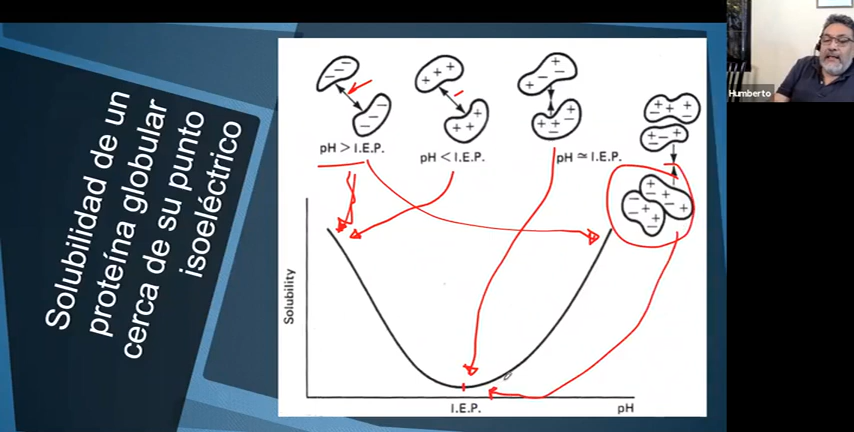 Solubilidad de un
proteína globular
cerca de su punto
isoeléctrico
pH > I.E.P.
pH < I.E.P.
pH ≃ I.E.P.
Solubility
I.E.P.
pH
Humberto